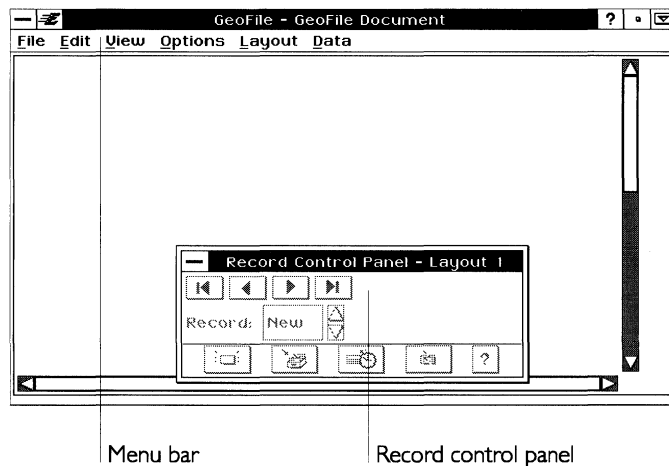 GeoFile - GeoFile Document ?
File Edit View Options Layout Data
Record Control Panel - Layout 1
Record: New
?
Menu bar Record control panel